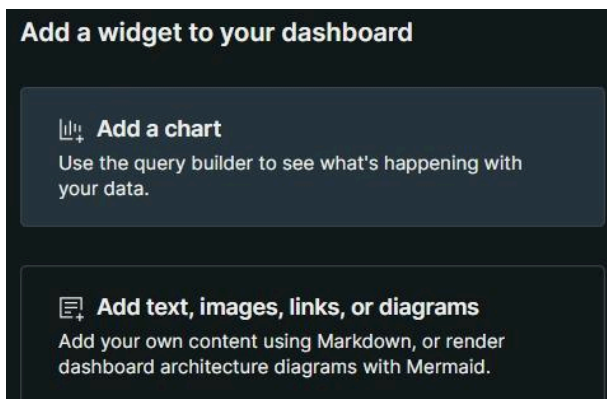 Add a widget to your dashboard
Add a chart
Use the query builder to see what's happening with
your data.
Add text, images, links, or diagrams
Add your own content using Markdown, or render
dashboard architecture diagrams with Mermaid.